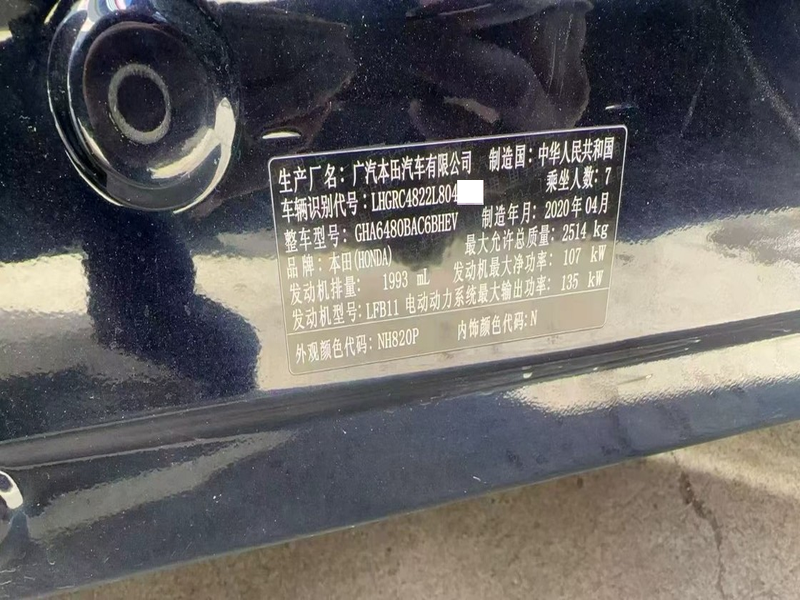 生产厂名：广汽本田汽车有限公司 制造国：中华人民共和国
车辆识别代号：LHGRC4822L804 乘坐人数：7
整车型号：GHA6480BAC6BHEV 制造年月：2020年04月
品牌：本田(HONDA) 最大允许总质量：2514 kg
发动机排量： 1993 mL 发动机最大净功率：107 kW
发动机型号：LFB11 电动动力系统最大输出功率：135 kW
外观颜色代码：NH820P 内饰颜色代码：N